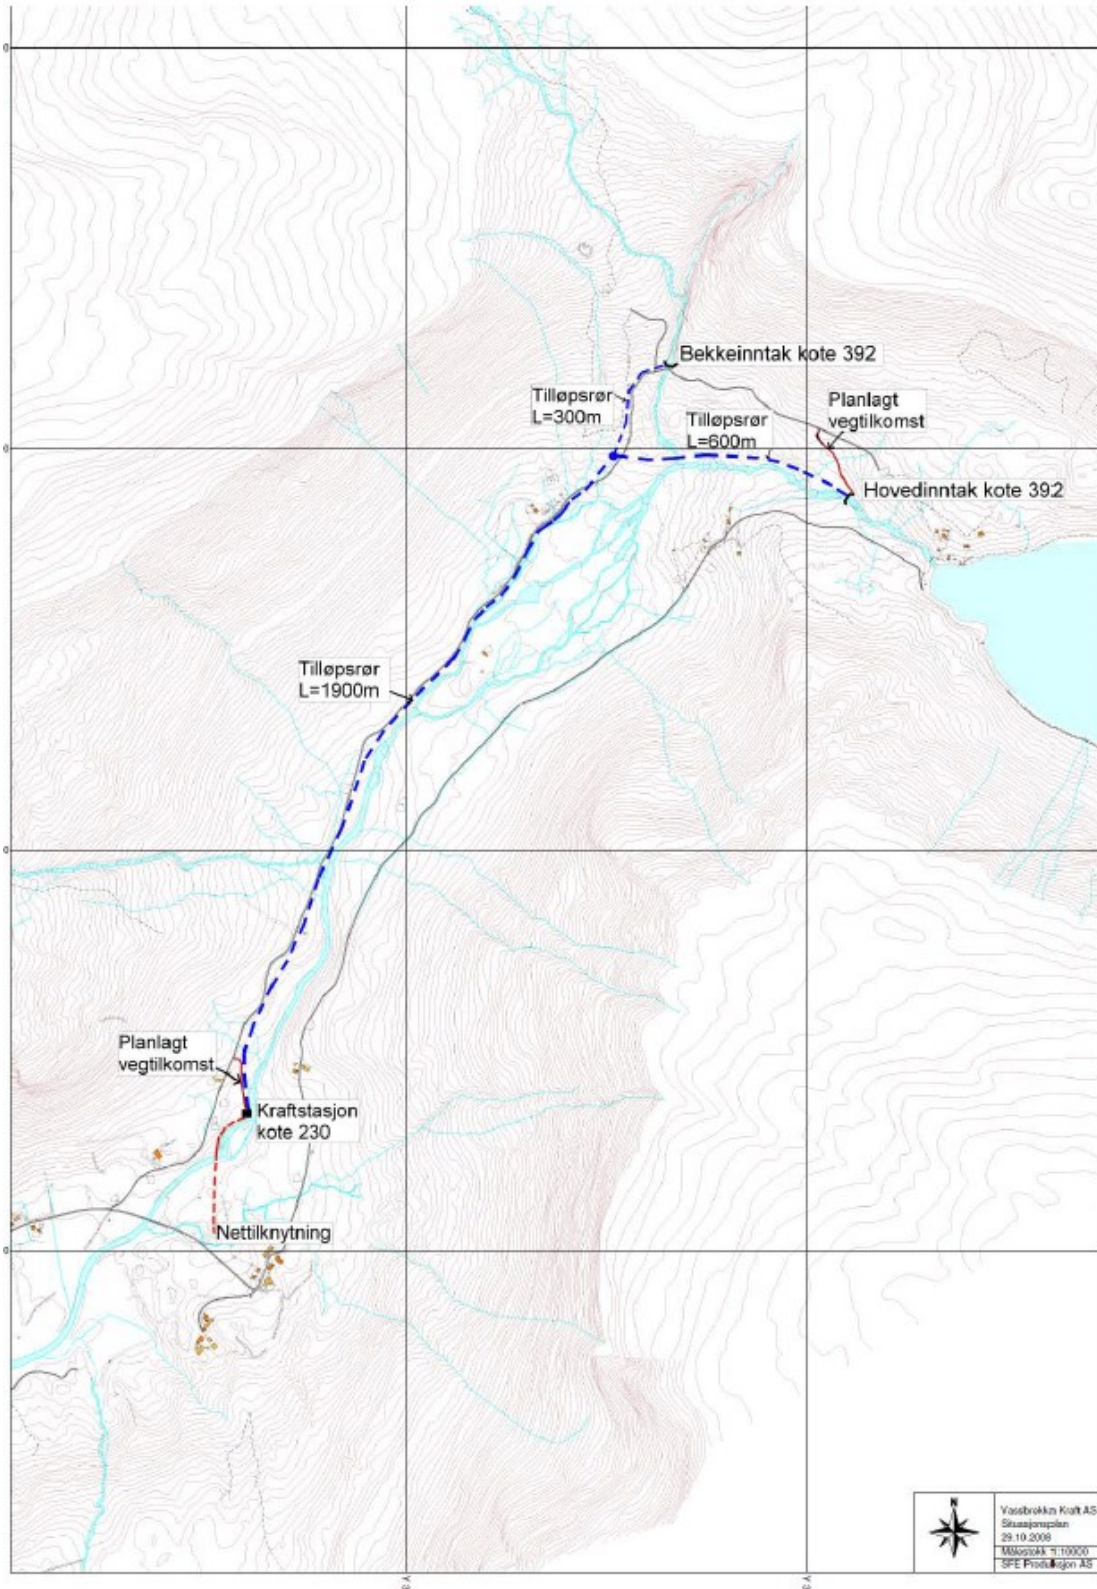 Bekkeinntak kote 392
Tilløpsrør
L=300m
Planlagt
vegtilkomst
Tilløpsrør
L=600m
Hovedinntak kote 392
Tilløpsrør
L=1900m
Planlagt
vegtilkomst
Kraftstasjon
kote 230
Nettilknytning
N
Vassbrekka Kraft AS
Situasjonsplan
29.10.2008
Målestokk 1:10000
SFE Produksjon AS